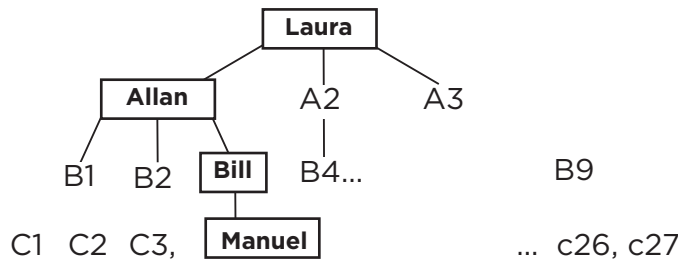 Laura
Allan A2 A3
B1 B2 Bill B4... B9
C1 C2 C3, Manuel ... c26, c27